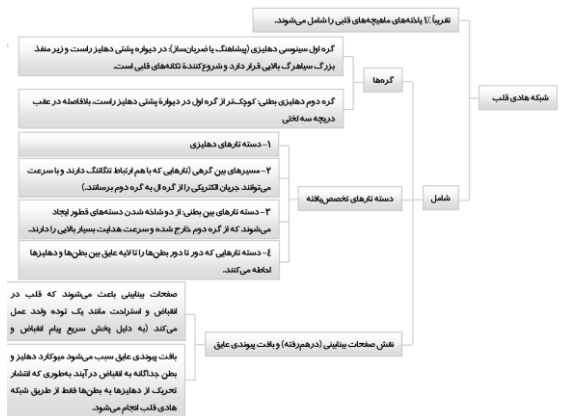 تقریباً ۱٪ یاخته‌های ماهیچه‌های قلبی را شامل می‌شوند.
گره اول سینوسی دهلیزی (پیشاهنگ یا ضربان‌ساز): در دیواره پشتی دهلیز راست و زیر منفذ
بزرگ سیاهرگ بالایی قرار دارد و شروع‌کنندهٔ تکانه‌های قلبی است.
گره‌ها
گره دوم دهلیزی بطنی: کوچک‌تر از گره اول در دیوارهٔ پشتی دهلیز راست، بلافاصله در عقب
دریچه سه لختی
شبکه هادی قلب
شامل
۱- دسته تارهای دهلیزی
۲- مسیرهای بین گرهی (تارهایی که با هم ارتباط تنگاتنگ دارند و با سرعت
می‌توانند جریان الکتریکی را از گره ال به گره دوم برسانند.)
دسته تارهای تخصص‌یافته
۳- دسته تارهای بین بطنی: از دو شاخه شدن دسته‌های قطور ایجاد
می‌شوند که از گره دوم خارج شده و سرعت هدایت بسیار بالایی را دارند.
٤- دسته تارهایی که دور تا دور بطن‌ها را تا لایه عایق بین بطن‌ها و دهلیزها
احاطه می‌کنند.
صفحات بینابینی باعث می‌شوند که قلب در
انقباض و استراحت مانند یک توده واحد عمل
می‌کند (به دلیل پخش سریع پیام انقباض و
نقش صفحات بینابینی (درهم‌رفته) و بافت پیوندی عایق
بافت پیوندی عایق سبب می‌شود میوکارد دهلیز و
بطن جداگانه به انقباض در‌آیند به‌طوری که انتشار
تحریک از دهلیزها به بطن‌ها فقط از طریق شبکه
هادی قلب انجام می‌شود.